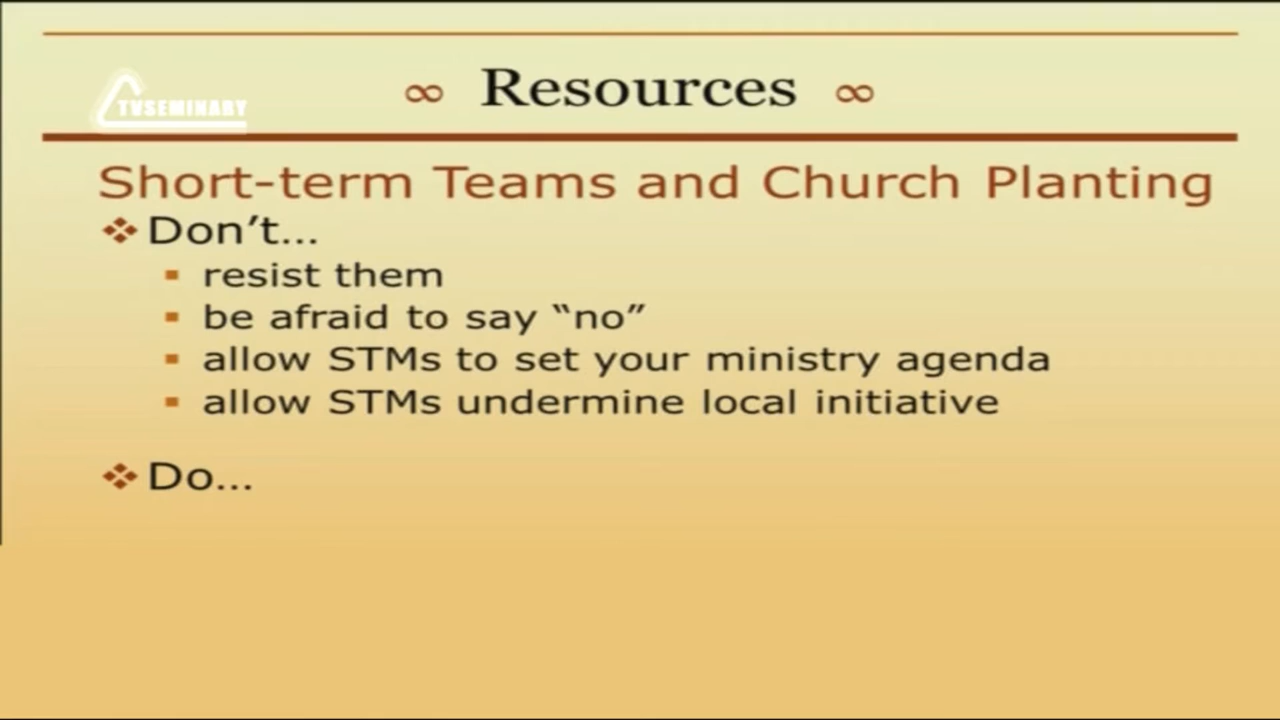 ∞ Resources ∞
TVSEMINARY
Short-term Teams and Church Planting
❖ Don’t...
▪ resist them
▪ be afraid to say “no”
▪ allow STMs to set your ministry agenda
▪ allow STMs undermine local initiative
❖ Do...